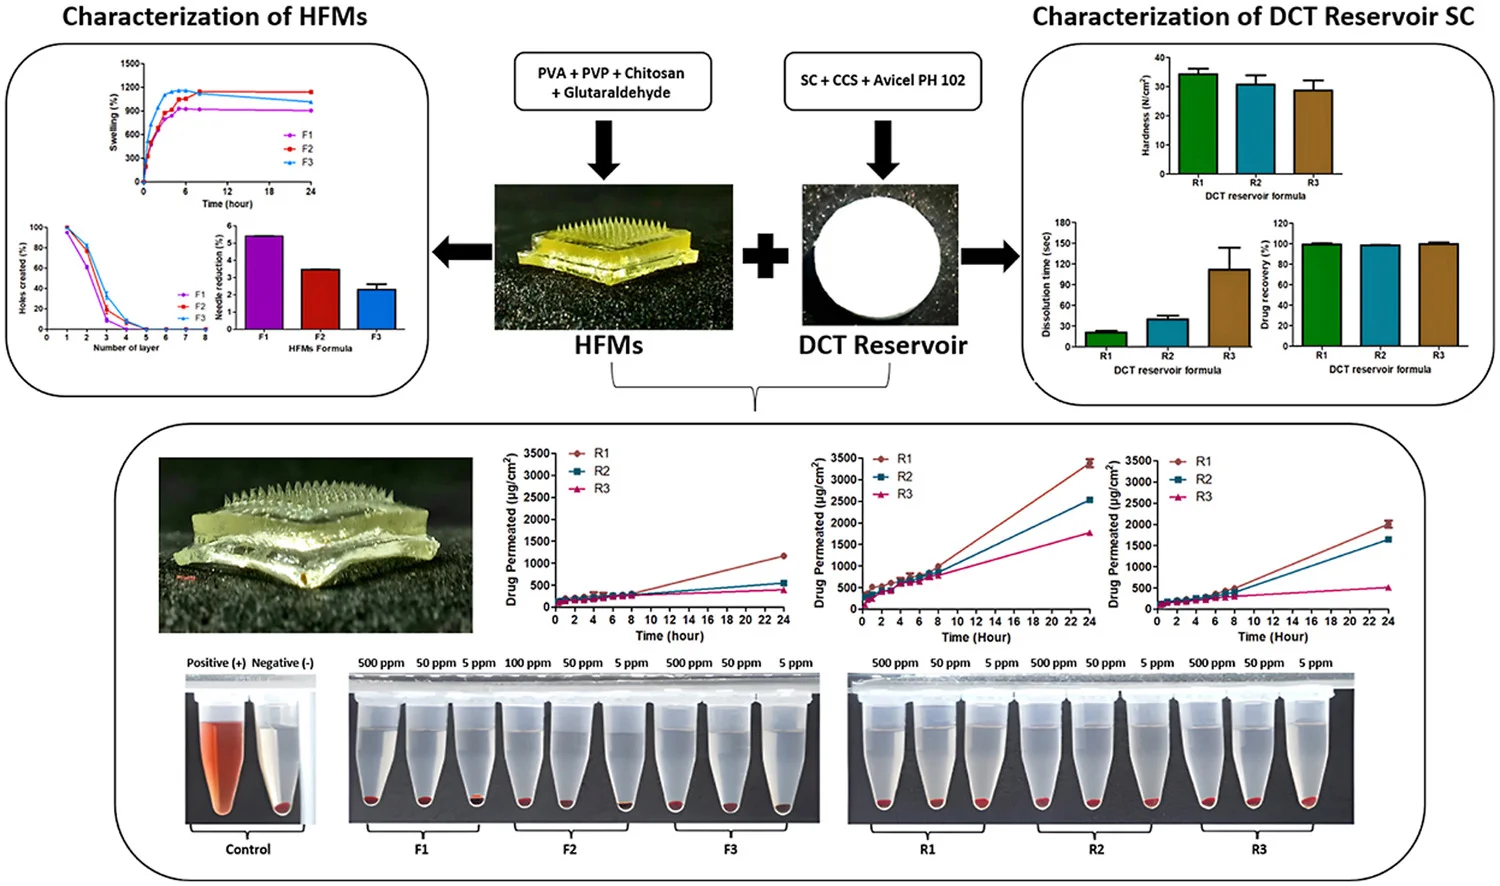 Characterization of HFMs
Characterization of DCT Reservoir SC
PVA + PVP + Chitosan
+ Glutaraldehyde
SC + CCS + Avicel PH 102
1500
1200
900
600
300
0
Swelling (%)
F1
F2
F3
0 6 12 18 24
Time (hour)
100
80
60
40
20
0
Holes created (%)
F1
F2
F3
0 1 2 3 4 5 6 7 8
Number of layer
6
5
4
3
2
1
0
Needle reduction (%)
F1 F2 F3
HFMs Formula
HFMs
DCT Reservoir
40
30
20
10
0
Hardness (N/cm²)
R1 R2 R3
DCT reservoir formula
180
150
120
90
60
30
0
Dissolution time (sec)
R1 R2 R3
DCT reservoir formula
120
100
80
60
40
20
0
Drug recovery (%)
R1 R2 R3
DCT reservoir formula
3500
3000
2500
2000
1500
1000
500
0
Drug Permeated (µg/cm²)
R1
R2
R3
0 2 4 6 8 10 12 14 16 18 20 22 24
Time (hour)
3500
3000
2500
2000
1500
1000
500
0
Drug Permeated (µg/cm²)
R1
R2
R3
0 2 4 6 8 10 12 14 16 18 20 22 24
Time (Hour)
3500
3000
2500
2000
1500
1000
500
0
Drug Permeated (µg/cm²)
R1
R2
R3
0 2 4 6 8 10 12 14 16 18 20 22 24
Time (Hour)
Positive (+) Negative (-)
500 ppm 50 ppm 5 ppm 100 ppm 50 ppm 5 ppm 500 ppm 50 ppm 5 ppm
500 ppm 50 ppm 5 ppm 500 ppm 50 ppm 5 ppm 500 ppm 50 ppm 5 ppm
Control
F1
F2
F3
R1
R2
R3